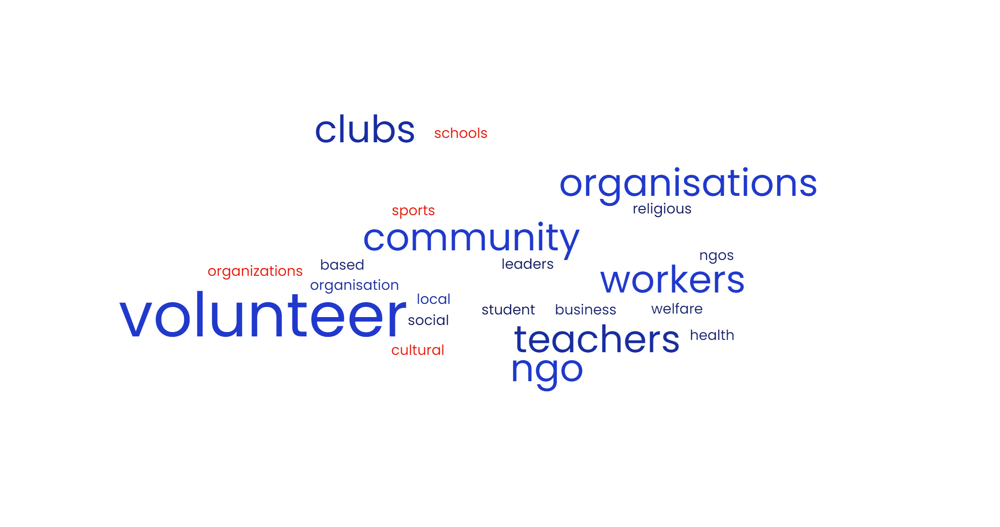 clubs schools
organisations
sports religious
community
ngos
organizations based leaders
workers
organisation
local
volunteer student business welfare
social
teachers health
cultural
ngo